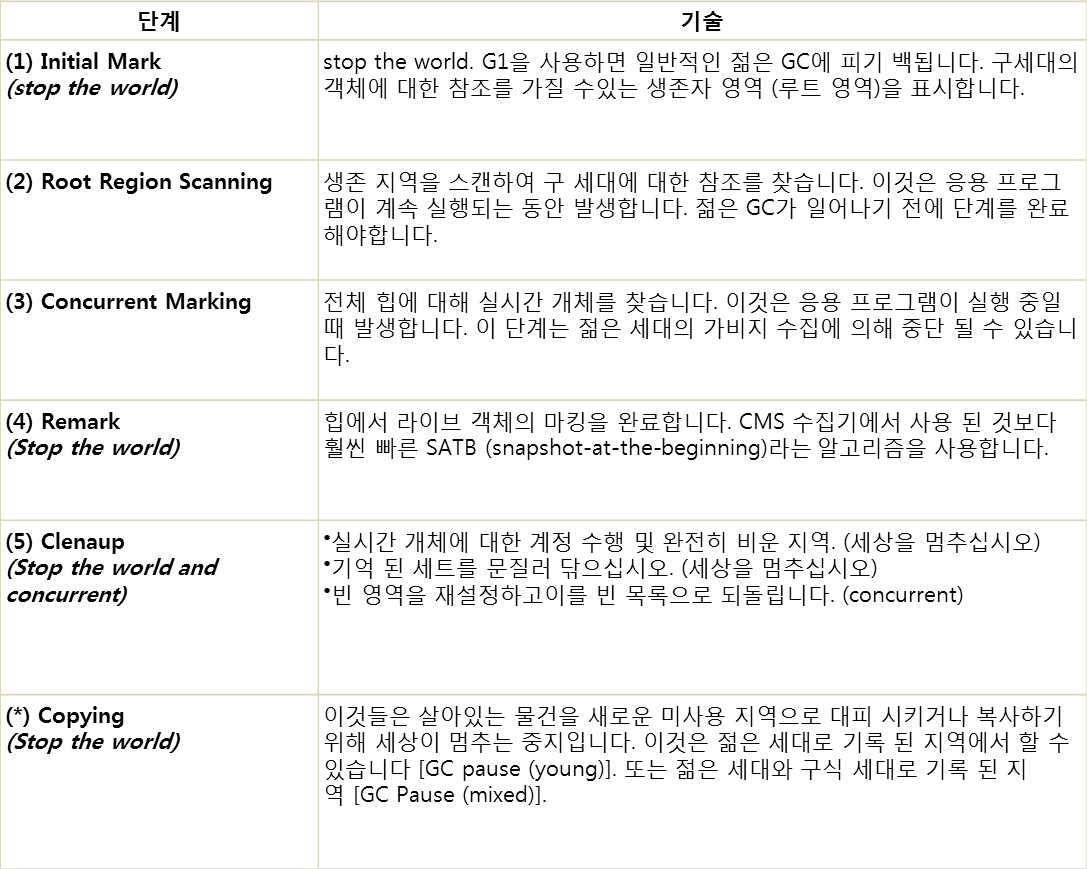 단계
기술
(1) Initial Mark
(stop the world)
stop the world. G1을 사용하면 일반적인 젊은 GC에 피기 백됩니다. 구세대의
객체에 대한 참조를 가질 수있는 생존자 영역 (루트 영역)을 표시합니다.
(2) Root Region Scanning
생존 지역을 스캔하여 구 세대에 대한 참조를 찾습니다. 이것은 응용 프로그
램이 계속 실행되는 동안 발생합니다. 젊은 GC가 일어나기 전에 단계를 완료
해야합니다.
(3) Concurrent Marking
전체 힙에 대해 실시간 개체를 찾습니다. 이것은 응용 프로그램이 실행 중일
때 발생합니다. 이 단계는 젊은 세대의 가비지 수집에 의해 중단 될 수 있습니
다.
(4) Remark
(Stop the world)
힙에서 라이브 객체의 마킹을 완료합니다. CMS 수집기에서 사용 된 것보다
훨씬 빠른 SATB (snapshot-at-the-beginning)라는 알고리즘을 사용합니다.
(5) Clenaup
(Stop the world and
concurrent)
•실시간 개체에 대한 계정 수행 및 완전히 비운 지역. (세상을 멈추십시오)
•기억 된 세트를 문질러 닦으십시오. (세상을 멈추십시오)
•빈 영역을 재설정하고이를 빈 목록으로 되돌립니다. (concurrent)
(*) Copying
(Stop the world)
이것들은 살아있는 물건을 새로운 미사용 지역으로 대피 시키거나 복사하기
위해 세상이 멈추는 중지입니다. 이것은 젊은 세대로 기록 된 지역에서 할 수
있습니다 [GC pause (young)]. 또는 젊은 세대와 구식 세대로 기록 된 지
역 [GC Pause (mixed)].